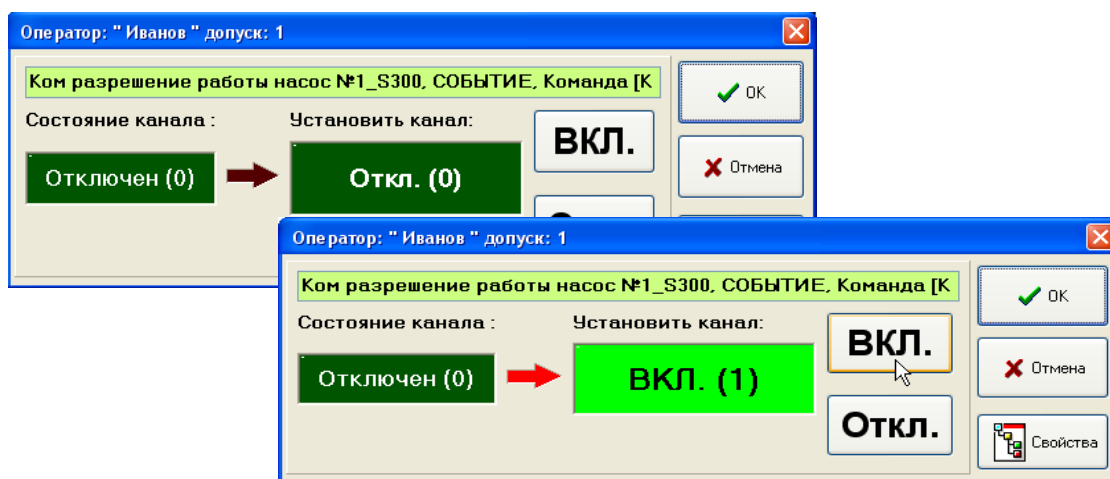 Оператор: " Иванов " допуск: 1
Ком разрешение работы насос №1_S300, СОБЫТИЕ, Команда [К
OK
Состояние канала :
Установить канал:
ВКЛ.
Отмена
Отключен (0)
Откл. (0)
Оператор: " Иванов " допуск: 1
Ком разрешение работы насос №1_S300, СОБЫТИЕ, Команда [К
OK
Состояние канала :
Установить канал:
ВКЛ.
Отмена
Отключен (0)
ВКЛ. (1)
Откл.
Свойства